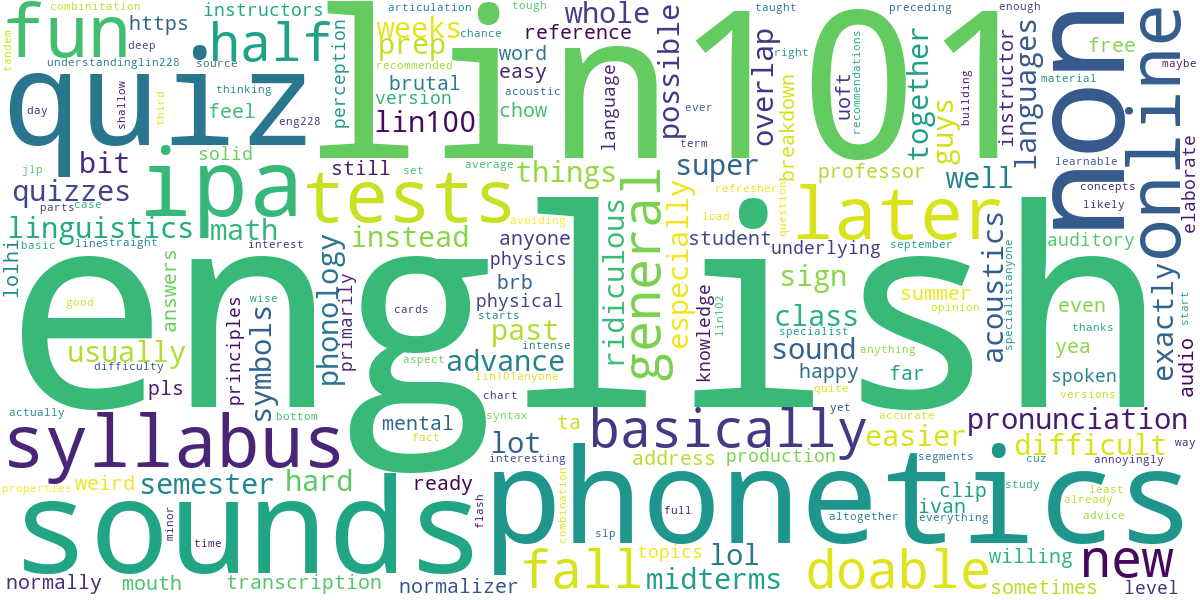 combinitation
instructors
articulation
tough
taught
preceding
enough
fun
https
weeks
chance
whole
possible
lin101
non
online
tandem
deep
half
prep
reference
overlap
right
recommendations
together
languages
free
maybe
understandinglin228
source
perception
recommended
word
easy
uoft
instructor
material
quiz
thinking
brutal
acoustic
language
ever
building
day
shallow
third
feel
eng228
version
chow
lin100
term
guys
breakdown
learnable
jlp
bit
solid
still
set
average
things
super
professor
well
concepts
elaborate
quizzes
parts
case
ipa
tests
avoiding
refresher
load
question
later
likely
linguistics
math
instead
anyone
student
underlying
september
auditory
lolhi
basic
line
straight
interest
phonology
physics
ridiculous
general
especially
sign
acoustics
specialistanyone
exactly
english
good
answers
wise
primarily
cards
brb
physical
starts
knowledge
lin102
class
summer
opinion
even
start
audio
usually
principles
symbols
past
intense
sound
specialist
anything
thanks
difficulty
pls
aspect
advance
happy
far
yea
spoken
lin101anyone
chart
quite
versions
actually
bottom
mental
fact
syntax
yet
accurate
pronunciation
syllabus
lot
ta
basically
easier
difficult
way
interesting
address
production
segments
cuz
annoyingly
properties
weird
semester
hard
ready
flash
combination
phonetics
clip
study
already
least
sounds
minor
time
full
altogether
ivan
everything
advice
slp
lol
topics
willing
new
normally
mouth
transcription
normalizer
fall
midterms
doable
sometimes
level